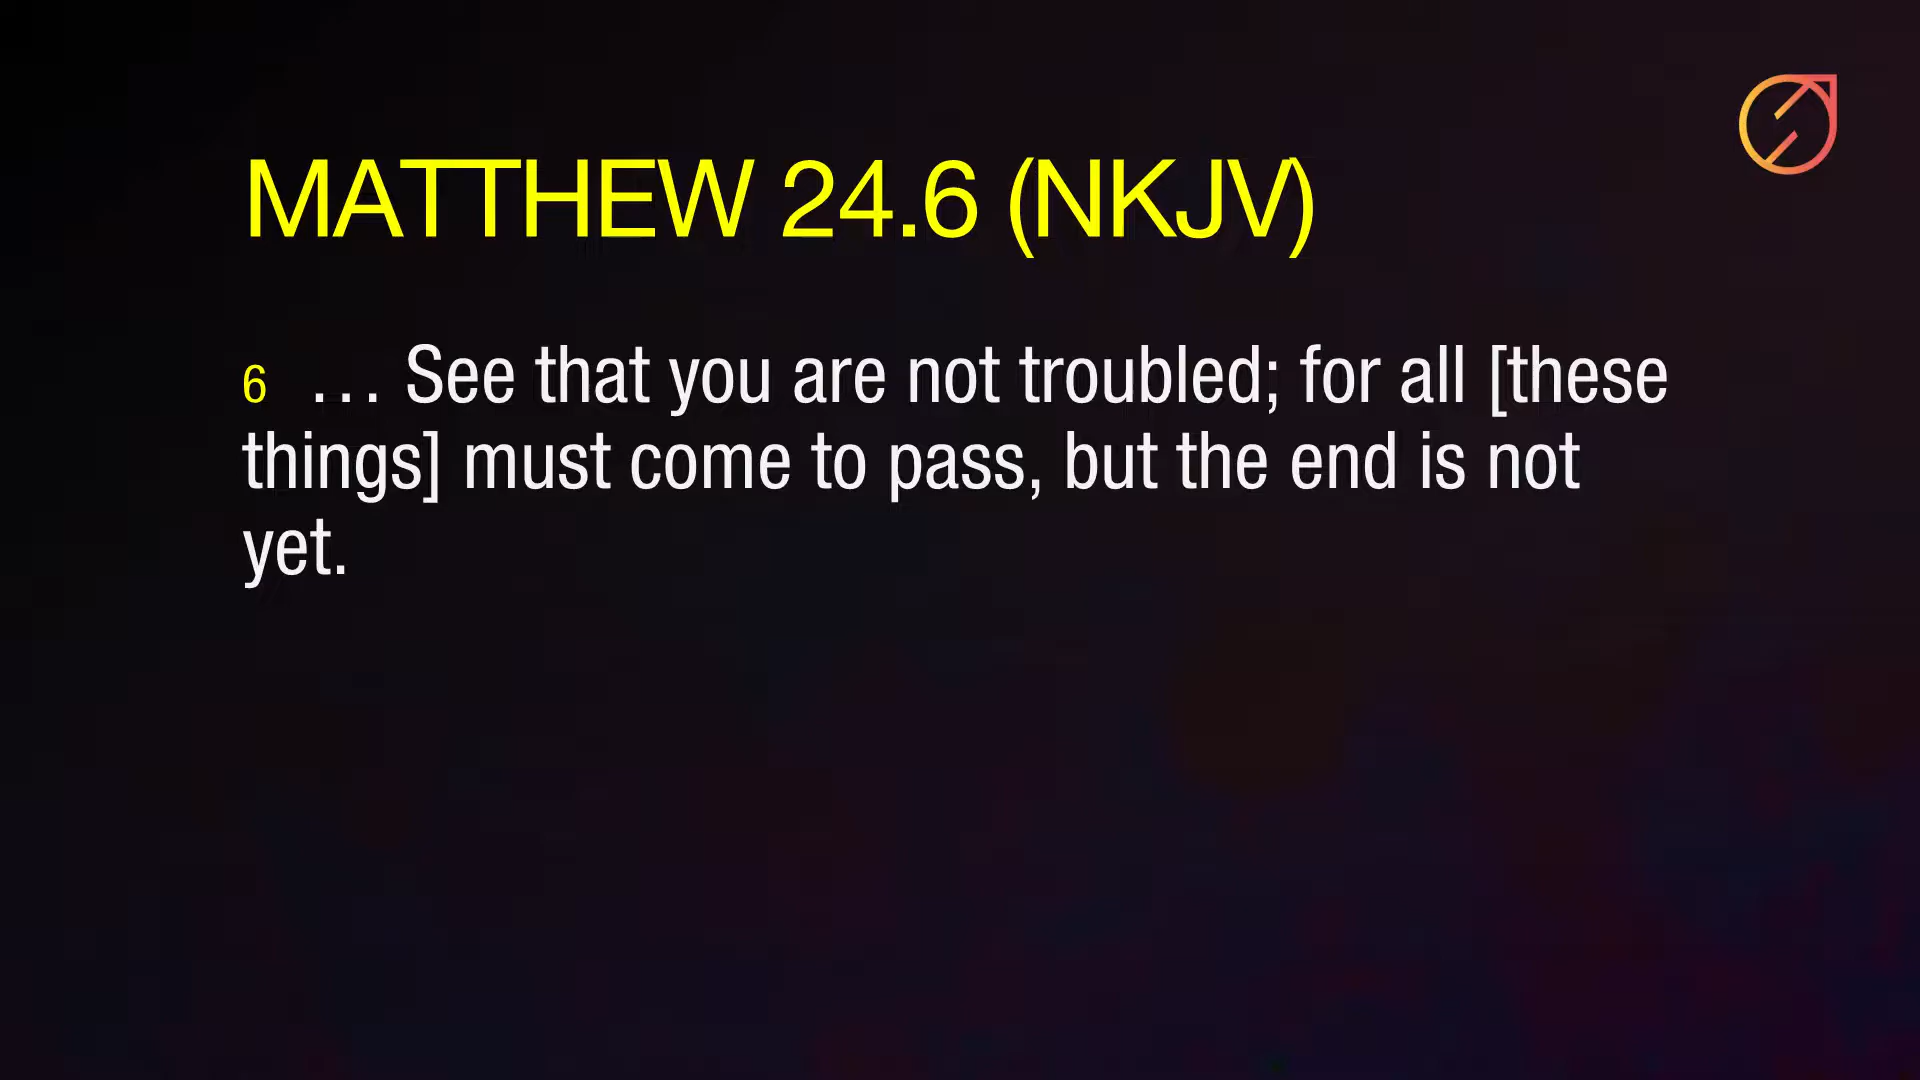 MATTHEW 24.6 (NKJV)
6 … See that you are not troubled; for all [these
things] must come to pass, but the end is not
yet.